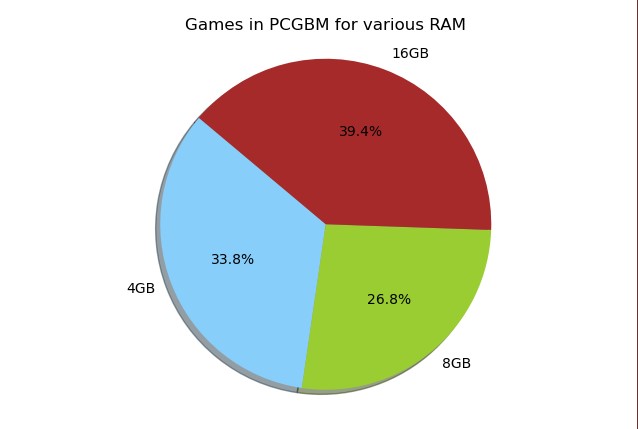 Games in PCGBM for various RAM
16GB
39.4%
33.8%
4GB
26.8%
8GB